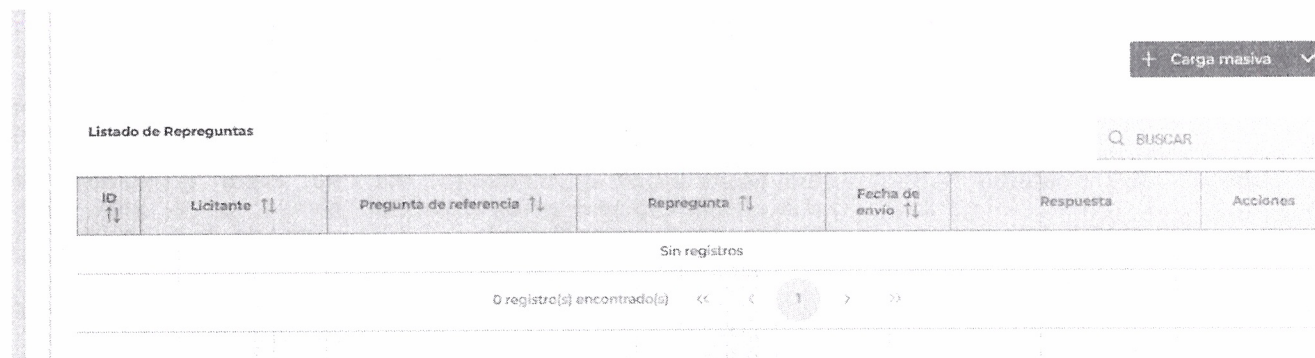 + Carga masiva
Listado de Repreguntas
BUSCAR
ID ↑↓ Licitante ↑↓ Pregunta de referencia ↑↓ Repregunta ↑↓ Fecha de envío ↑↓ Respuesta Acciones
Sin registros
0 registro(s) encontrado(s) << < 1 > >>